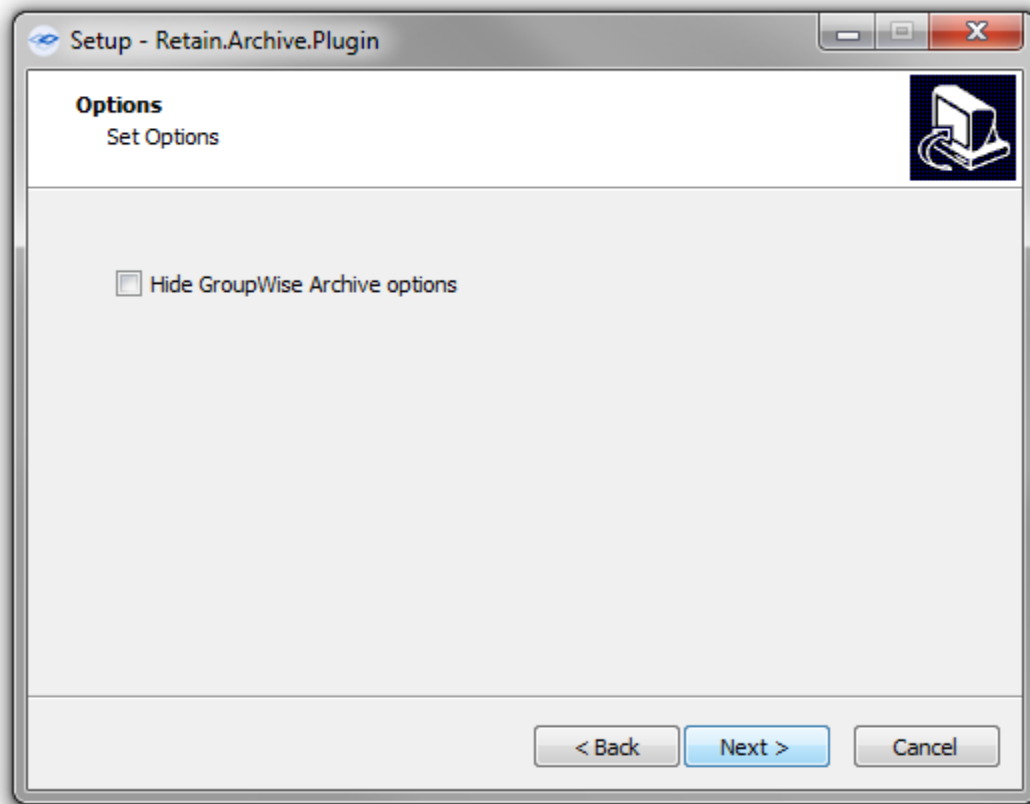 Setup - Retain.Archive.Plugin
Options
Set Options
Hide GroupWise Archive options
< Back
Next >
Cancel